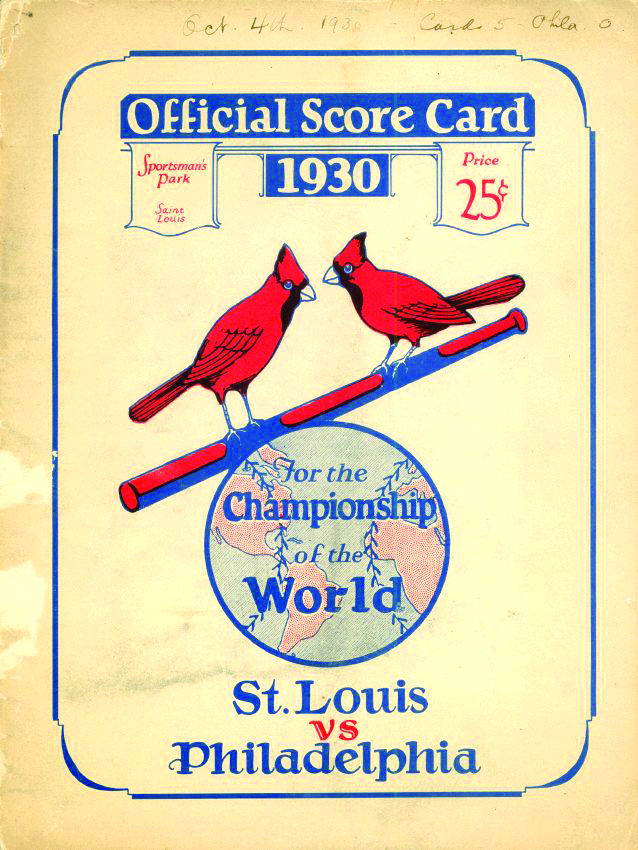 Oct. 4th 1930 - Cards 5 - Phila. 0
Official Score Card
1930
Sportsman's
Park
Saint
Louis
Price
25¢
for the
Championship
of the
World
St. Louis
vs
Philadelphia